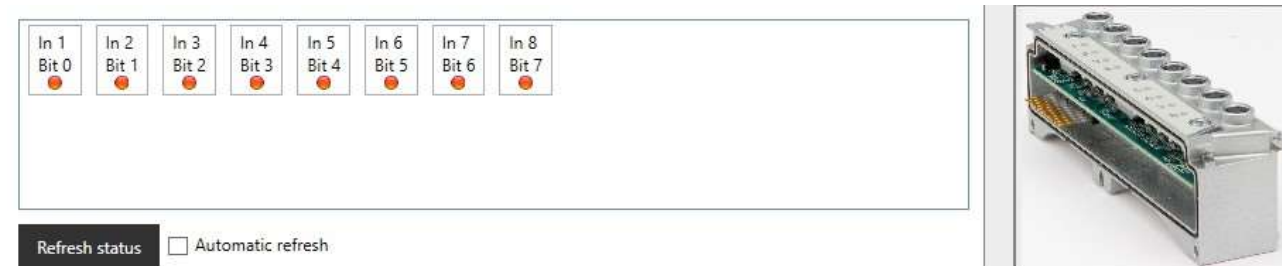 In 1 In 2 In 3 In 4 In 5 In 6 In 7 In 8
Bit 0 Bit 1 Bit 2 Bit 3 Bit 4 Bit 5 Bit 6 Bit 7
Refresh status Automatic refresh